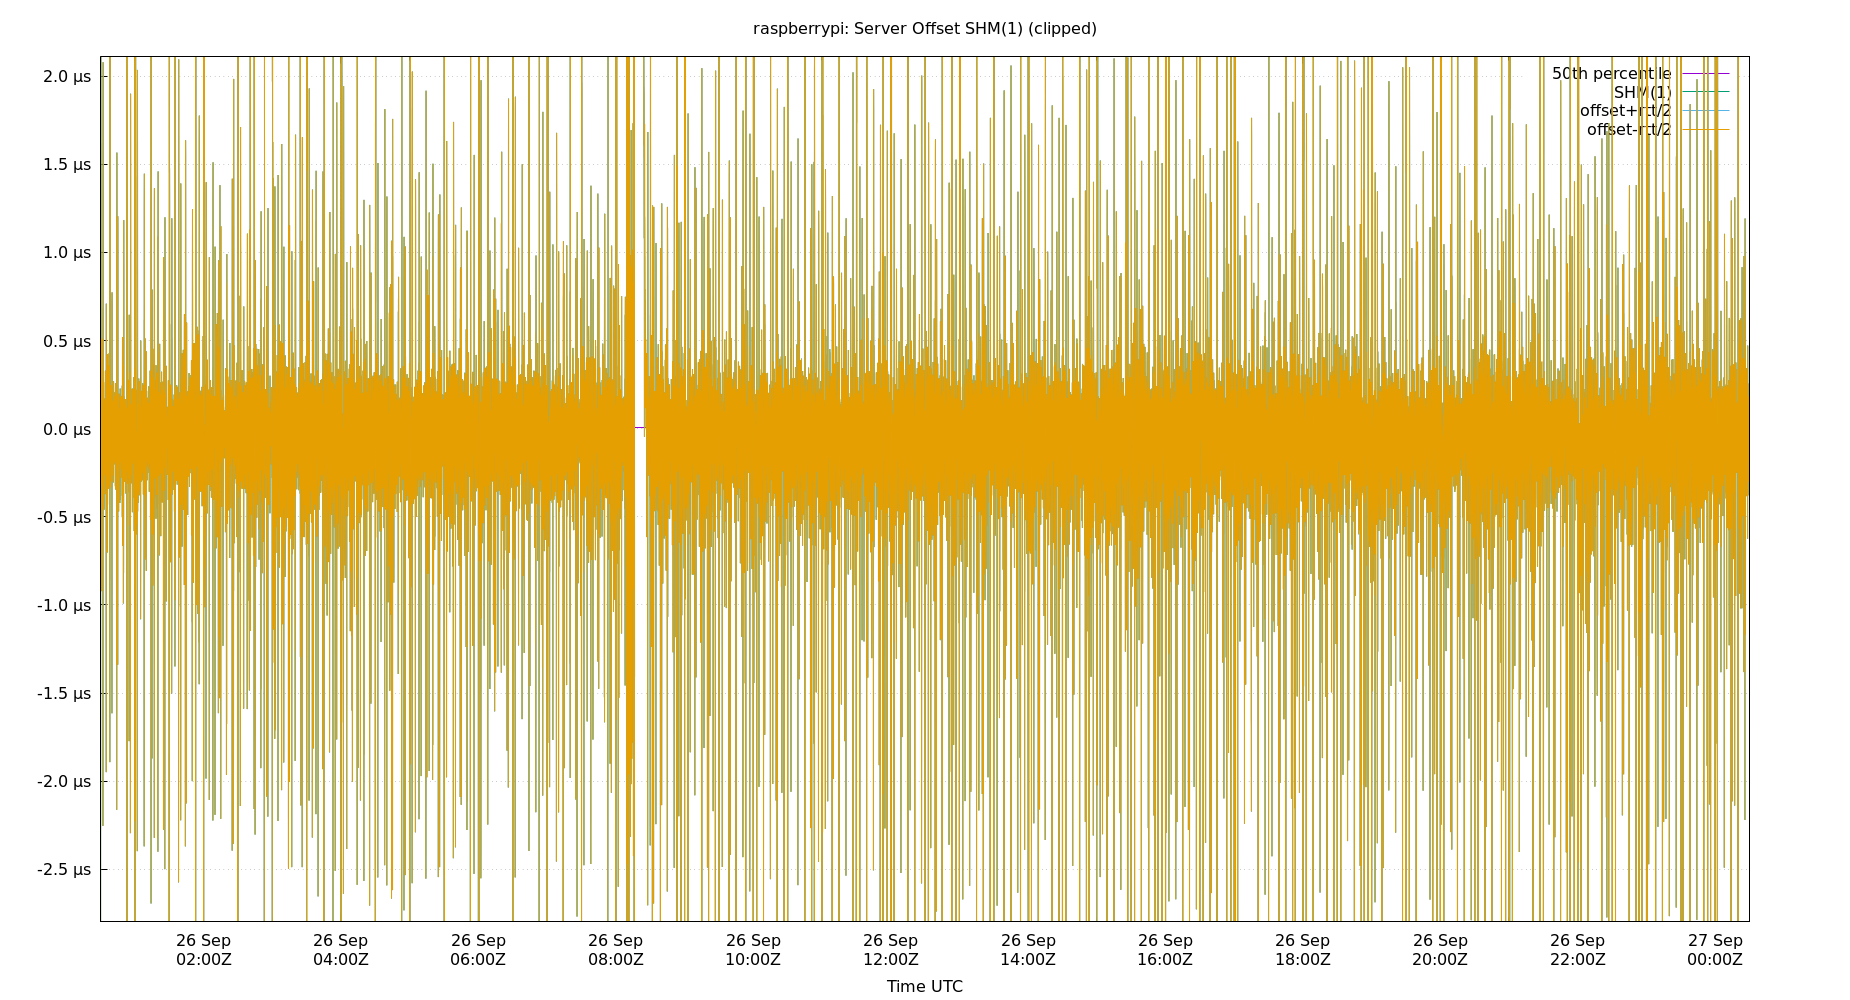 raspberrypi: Server Offset SHM(1) (clipped)
2.0 µs
1.5 µs
1.0 µs
0.5 µs
0.0 µs
-0.5 µs
-1.0 µs
-1.5 µs
-2.0 µs
-2.5 µs
50th percentile
SHM(1)
offset+rtt/2
offset-rtt/2
26 Sep 26 Sep 26 Sep 26 Sep 26 Sep 26 Sep 26 Sep 26 Sep 26 Sep 26 Sep 26 Sep 27 Sep
02:00Z 04:00Z 06:00Z 08:00Z 10:00Z 12:00Z 14:00Z 16:00Z 18:00Z 20:00Z 22:00Z 00:00Z
Time UTC